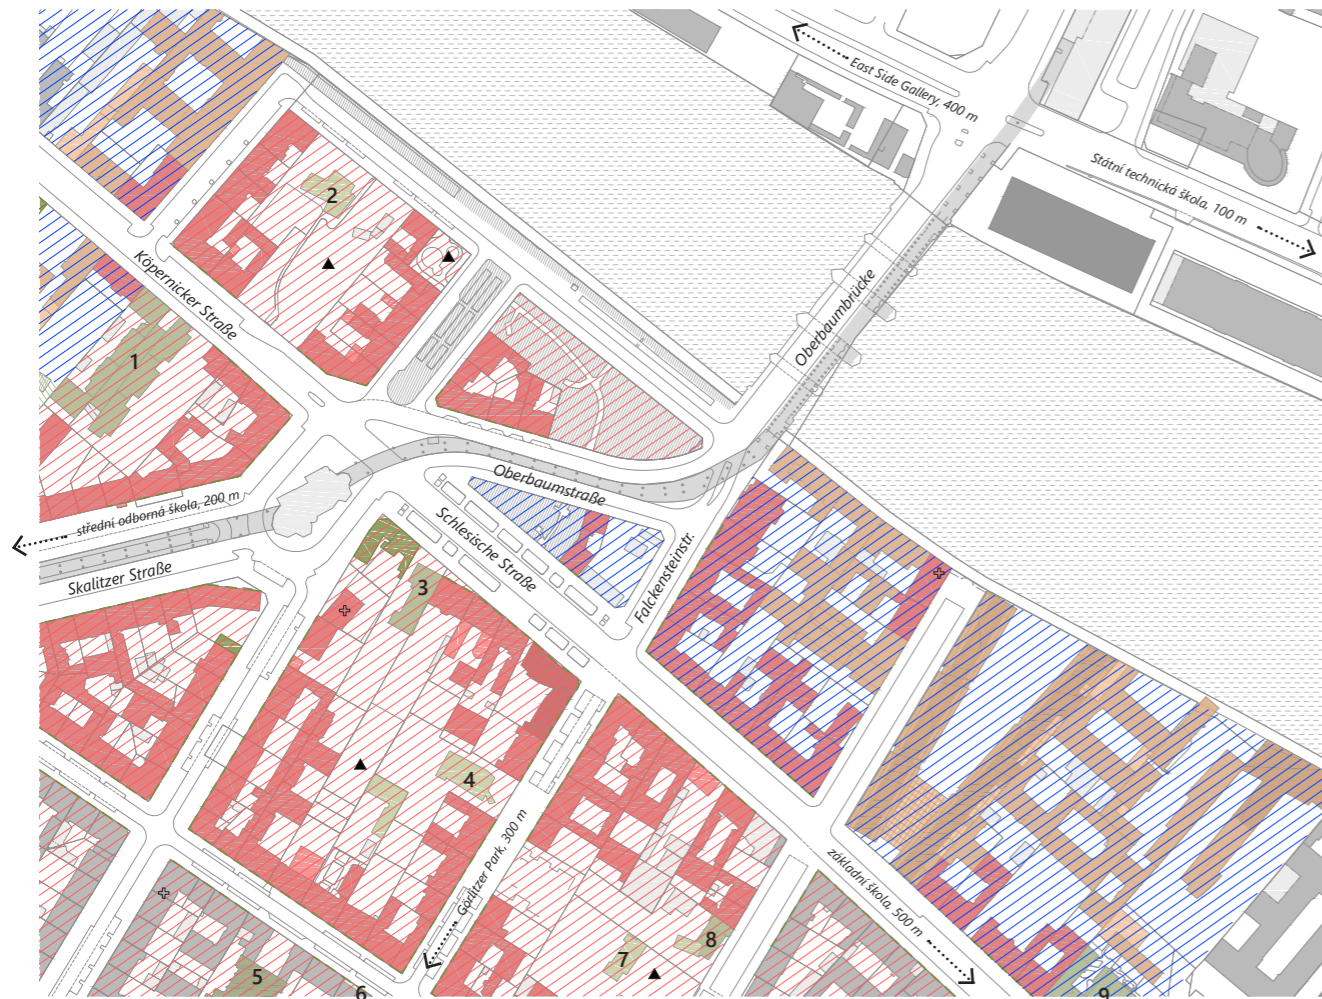 East Side Gallery, 400 m
Státní technická škola, 100 m
2
Köpernicker Straße
Oberbaumbrücke
1
Oberbaumstraße
střední odborná škola, 200 m
Schlesische Straße
Skalitzer Straße
Falckensteinstr.
3
4
Görlitzer Park, 300 m
základní škola, 500 m
8
7
5
6
9